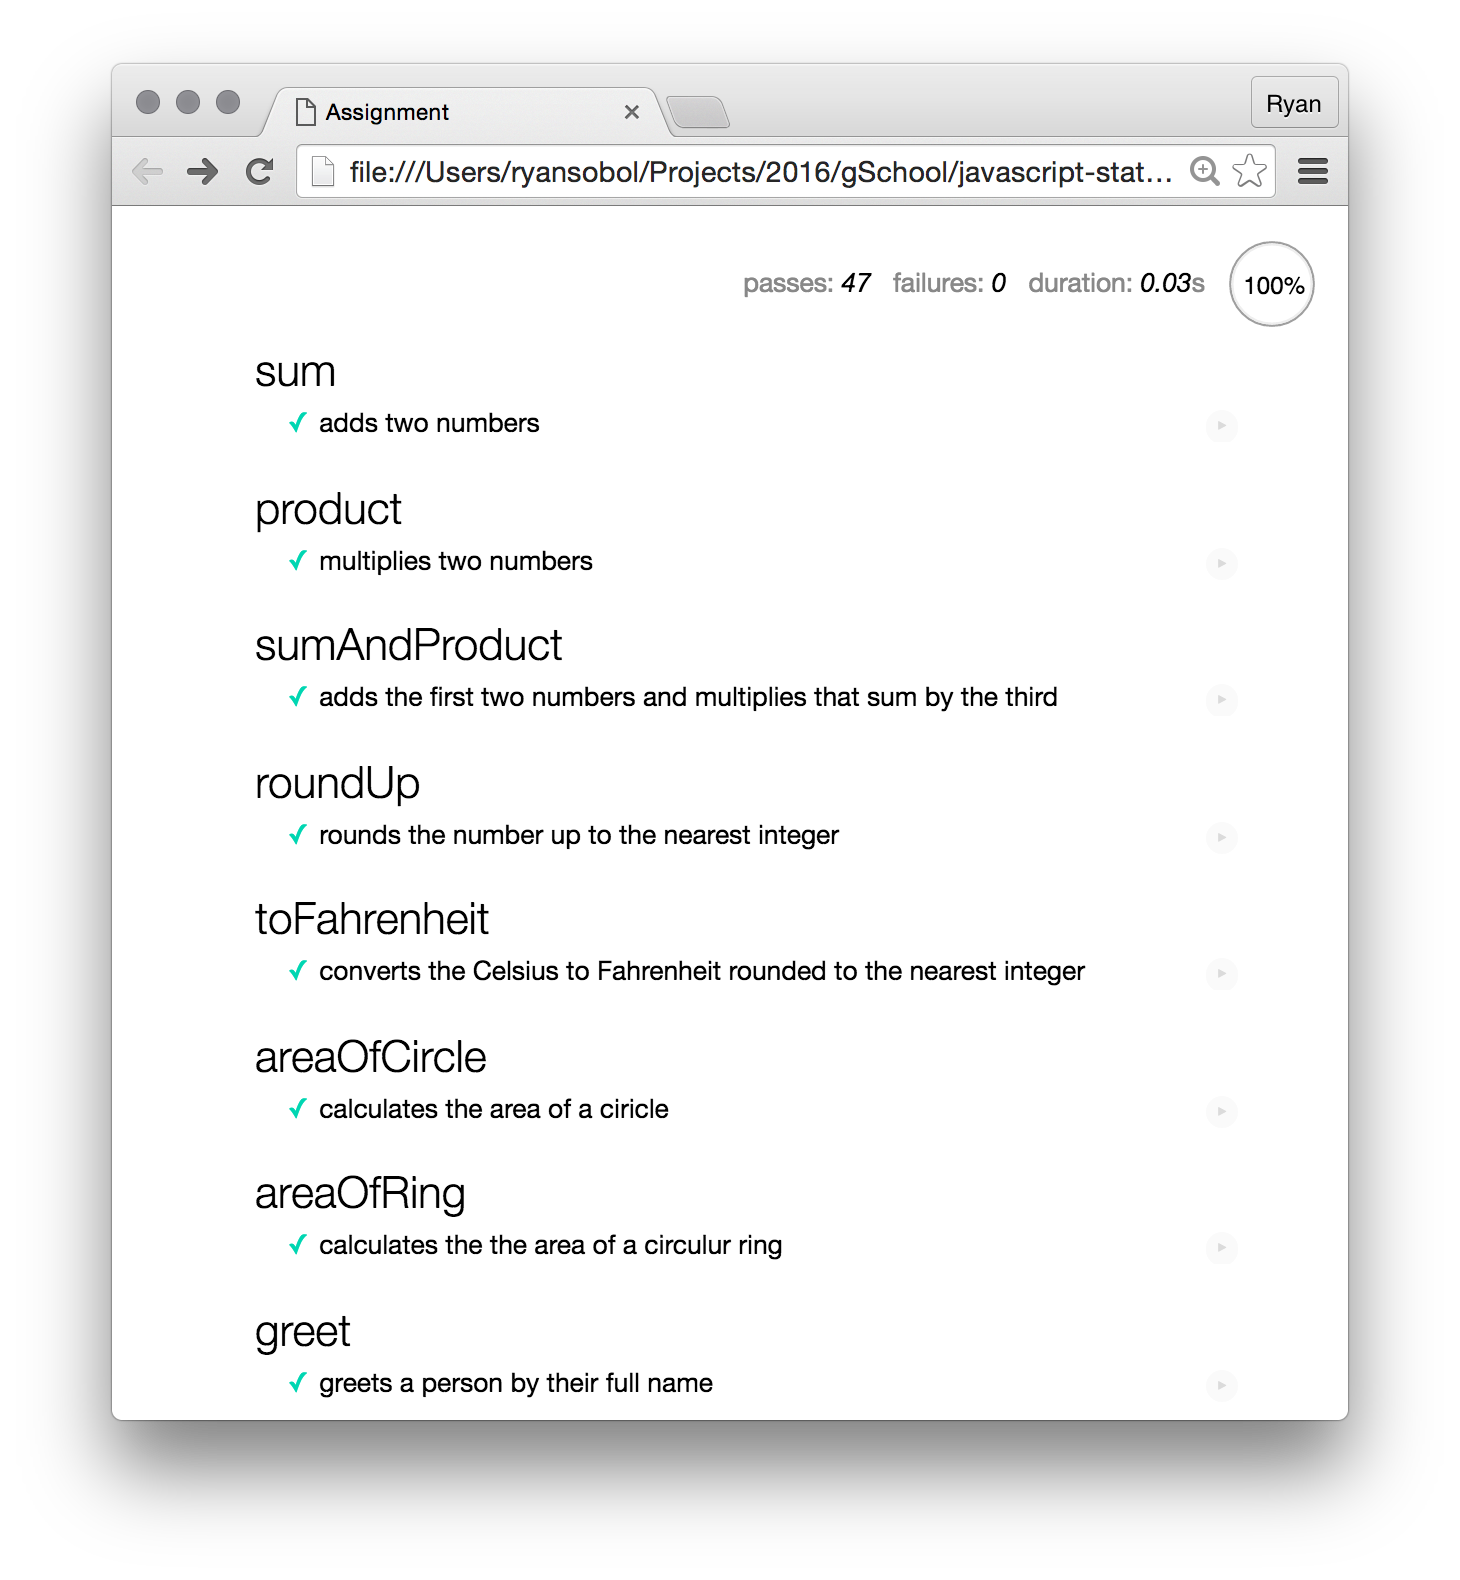 Assignment
Ryan
file:///Users/ryansobol/Projects/2016/gSchool/javascript-stat...
passes: 47 failures: 0 duration: 0.03s 100%
sum
✓ adds two numbers
product
✓ multiplies two numbers
sumAndProduct
✓ adds the first two numbers and multiplies that sum by the third
roundUp
✓ rounds the number up to the nearest integer
toFahrenheit
✓ converts the Celsius to Fahrenheit rounded to the nearest integer
areaOfCircle
✓ calculates the area of a ciricle
areaOfRing
✓ calculates the the area of a circulur ring
greet
✓ greets a person by their full name